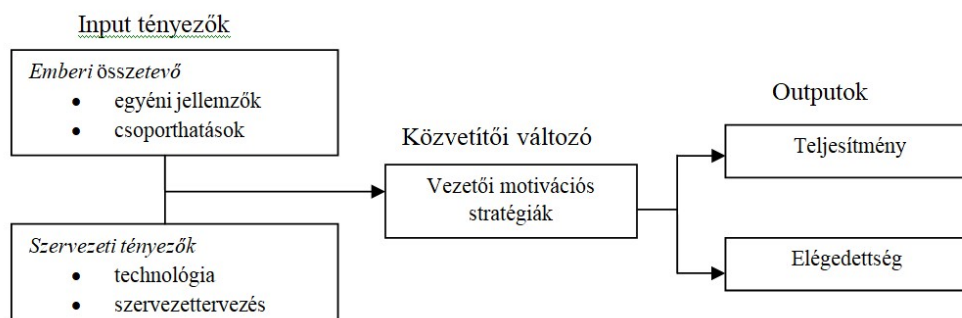 Input tényezők
Emberi összetevő
egyéni jellemzők
csoporthatások
Szervezeti tényezők
technológia
szervezettervezés
Közvetítői változó
Vezetői motivációs
stratégiák
Outputok
Teljesítmény
Elégedettség